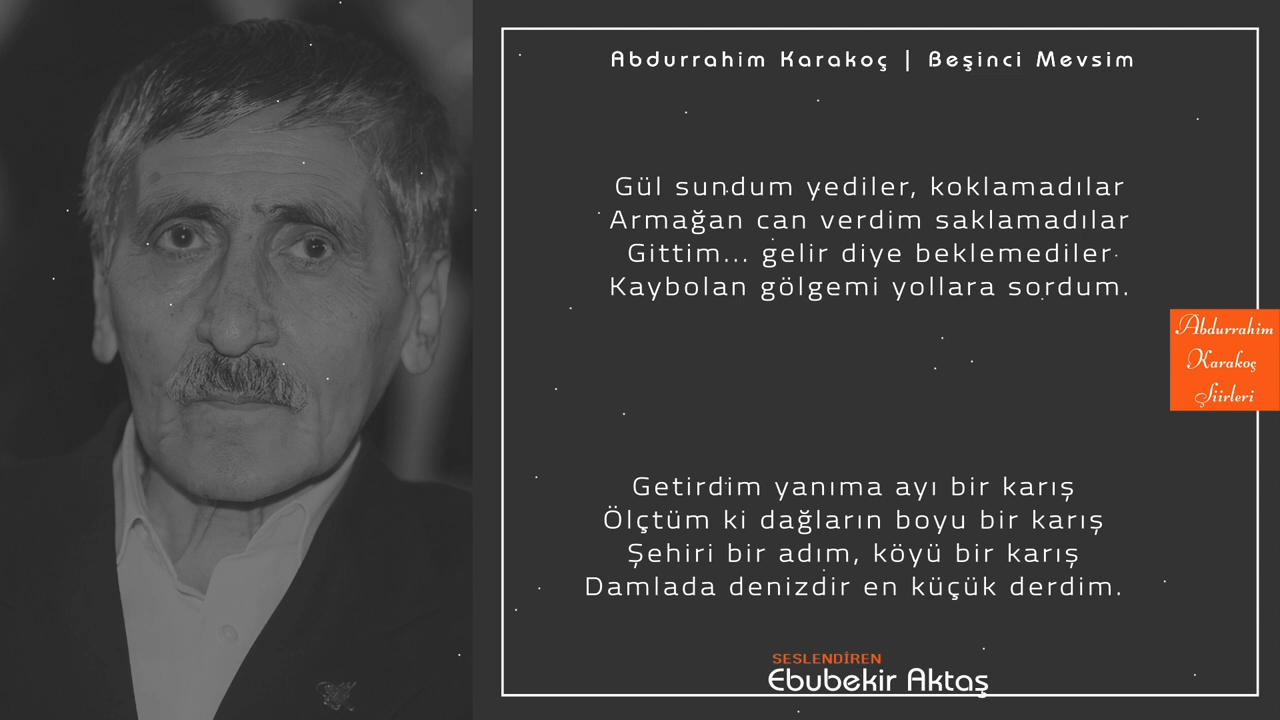 Abdurrahim Karakoç | Beşinci Mevsim
Gül sundum yediler, koklamadılar
Armağan can verdim saklamadılar
Gittim... gelir diye beklemediler
Kaybolan gölgemi yollara sordum.
Abdurrahim
Karakoç
Şiirleri
Getirdim yanıma ayı bir karış
Ölçtüm ki dağların boyu bir karış
Şehiri bir adım, köyü bir karış
Damlada denizdir en küçük derdim.
SESLENDİREN
Ebubekir Aktaş